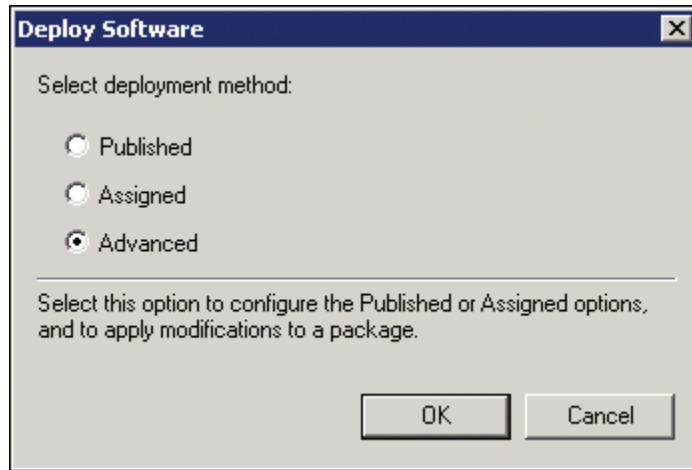 Deploy Software
Select deployment method:
Published
Assigned
Advanced
Select this option to configure the Published or Assigned options,
and to apply modifications to a package.
OK
Cancel